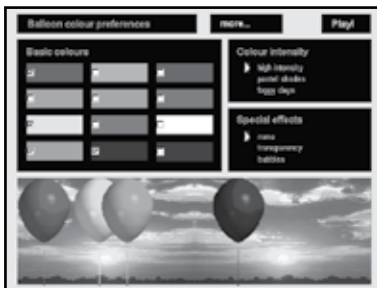 Balloon colour preferences
more...
Play!
Basic colours
Colour intensity
high intensity
pastel shades
foggy days
Special effects
none
transparency
bubbles